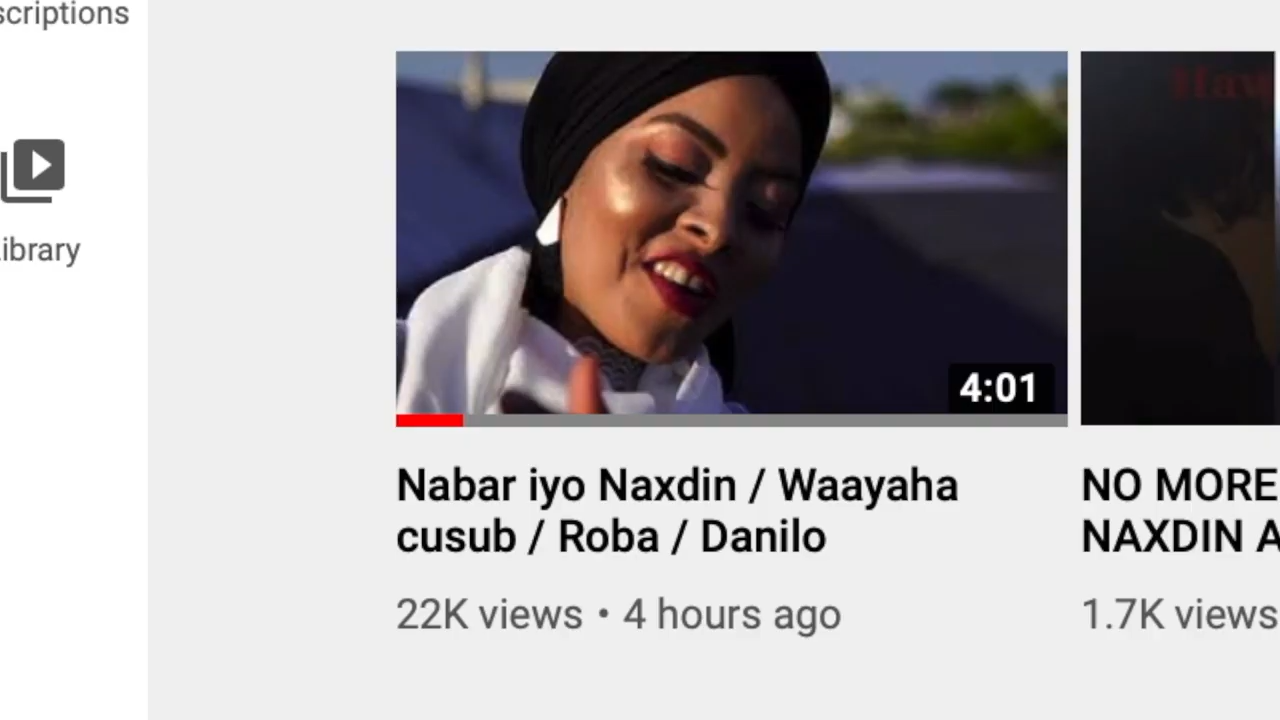 scriptions
Library
4:01
Nabar iyo Naxdin / Waayaha
cusub / Roba / Danilo
22K views • 4 hours ago
NO MORE
NAXDIN A
1.7K views